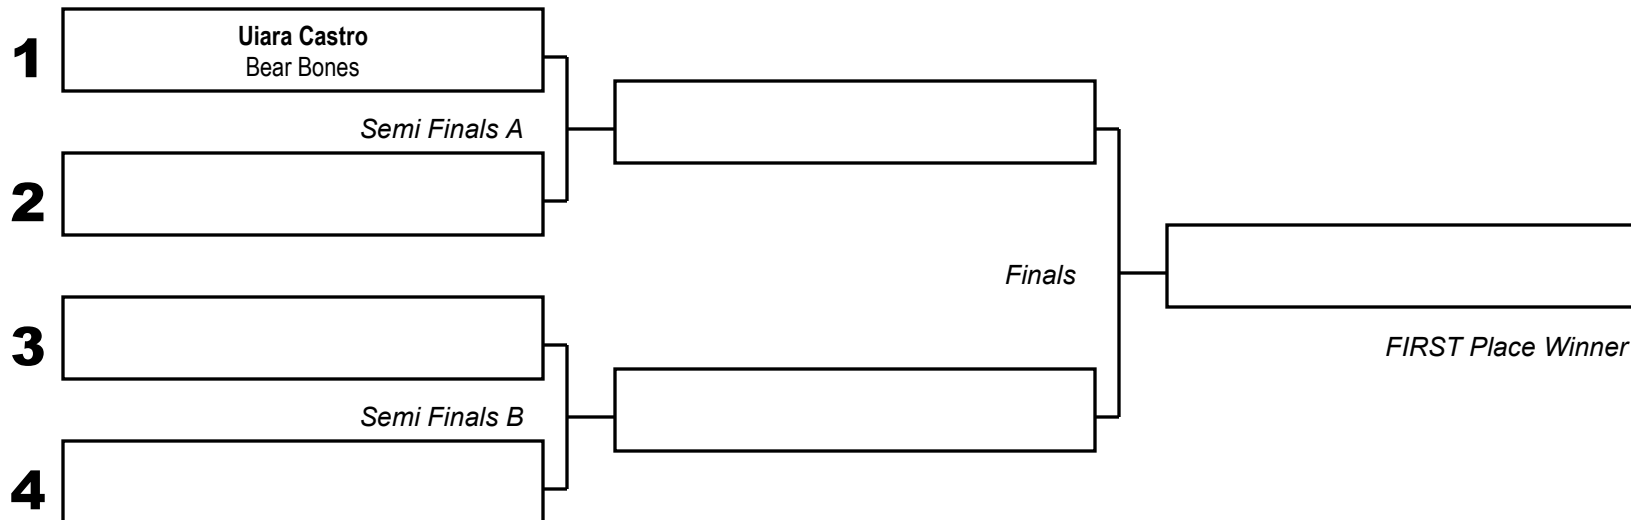 1
Uiara Castro
Bear Bones
Semi Finals A
2
Finals
3
FIRST Place Winner
Semi Finals B
4